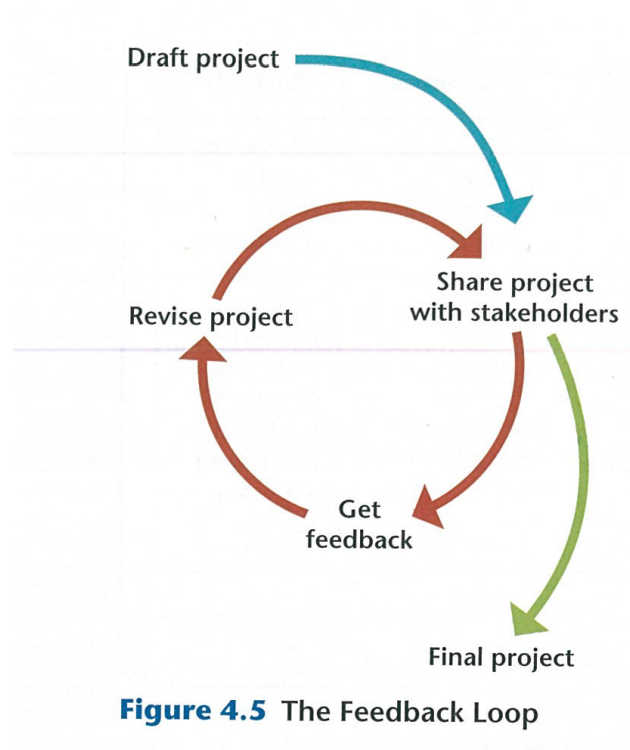 Draft project
Share project
with stakeholders
Revise project
Get
feedback
Final project
Figure 4.5 The Feedback Loop